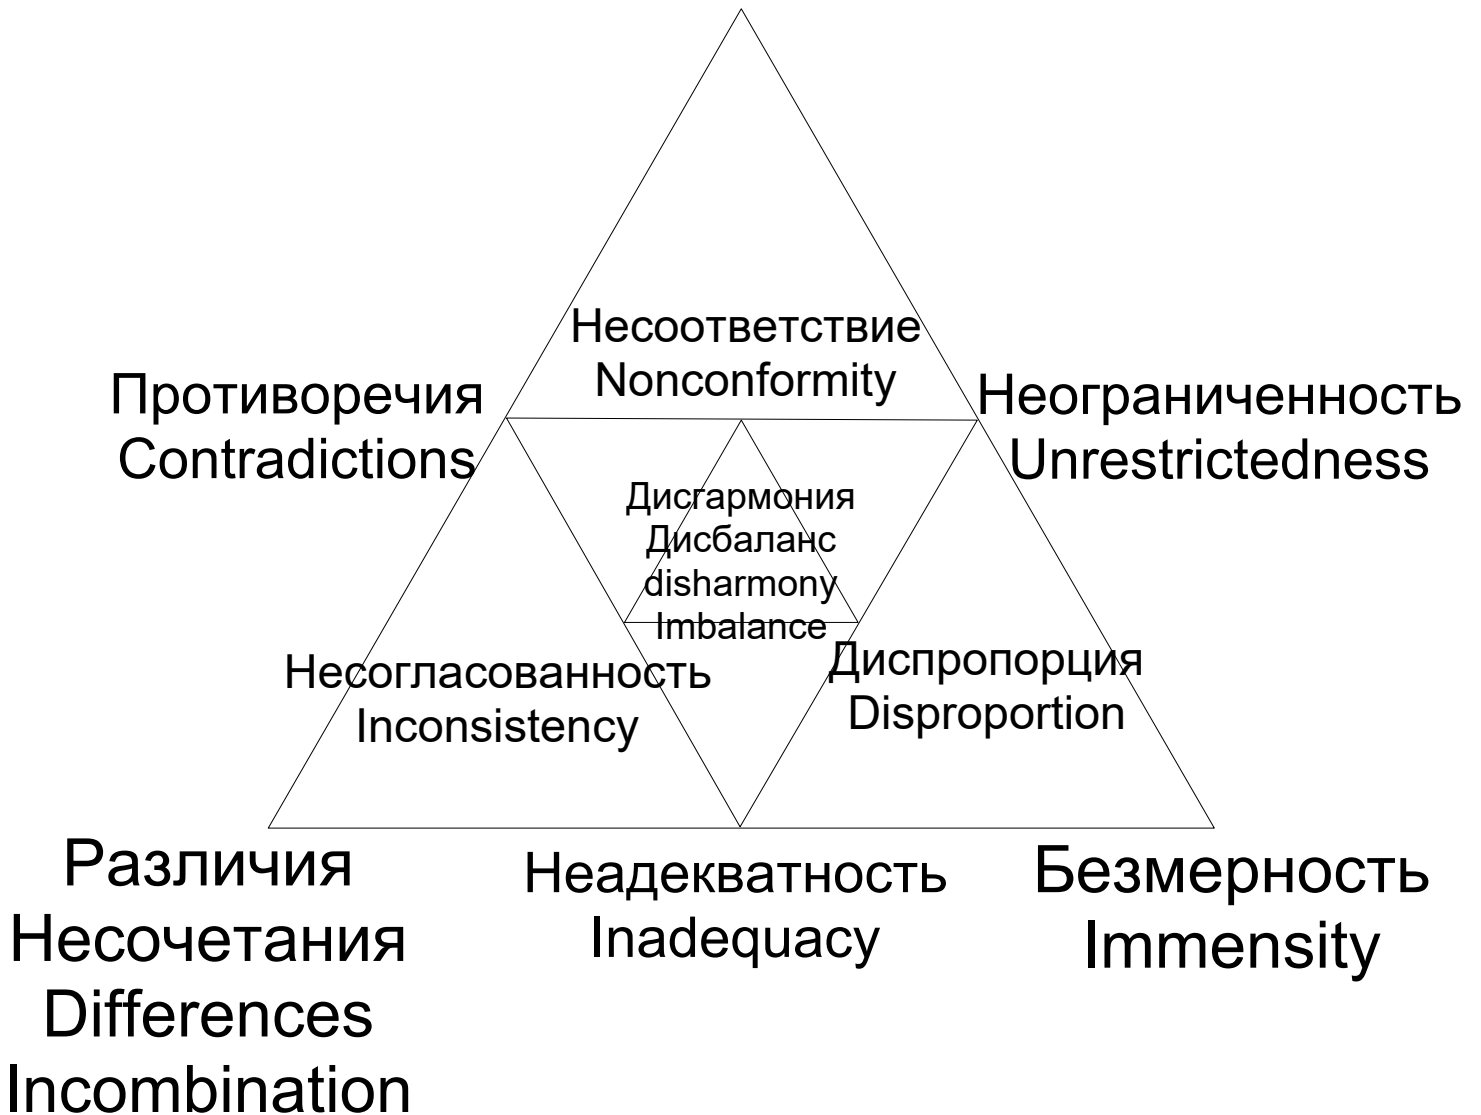 Несоответствие
Nonconformity
Противоречия
Contradictions
Неограниченность
Unrestrictedness
Дисгармония
Дисбаланс
disharmony
Imbalance
Несогласованность
Inconsistency
Диспропорция
Disproportion
Различия
Несочетания
Differences
Incombination
Неадекватность
Inadequacy
Безмерность
Immensity